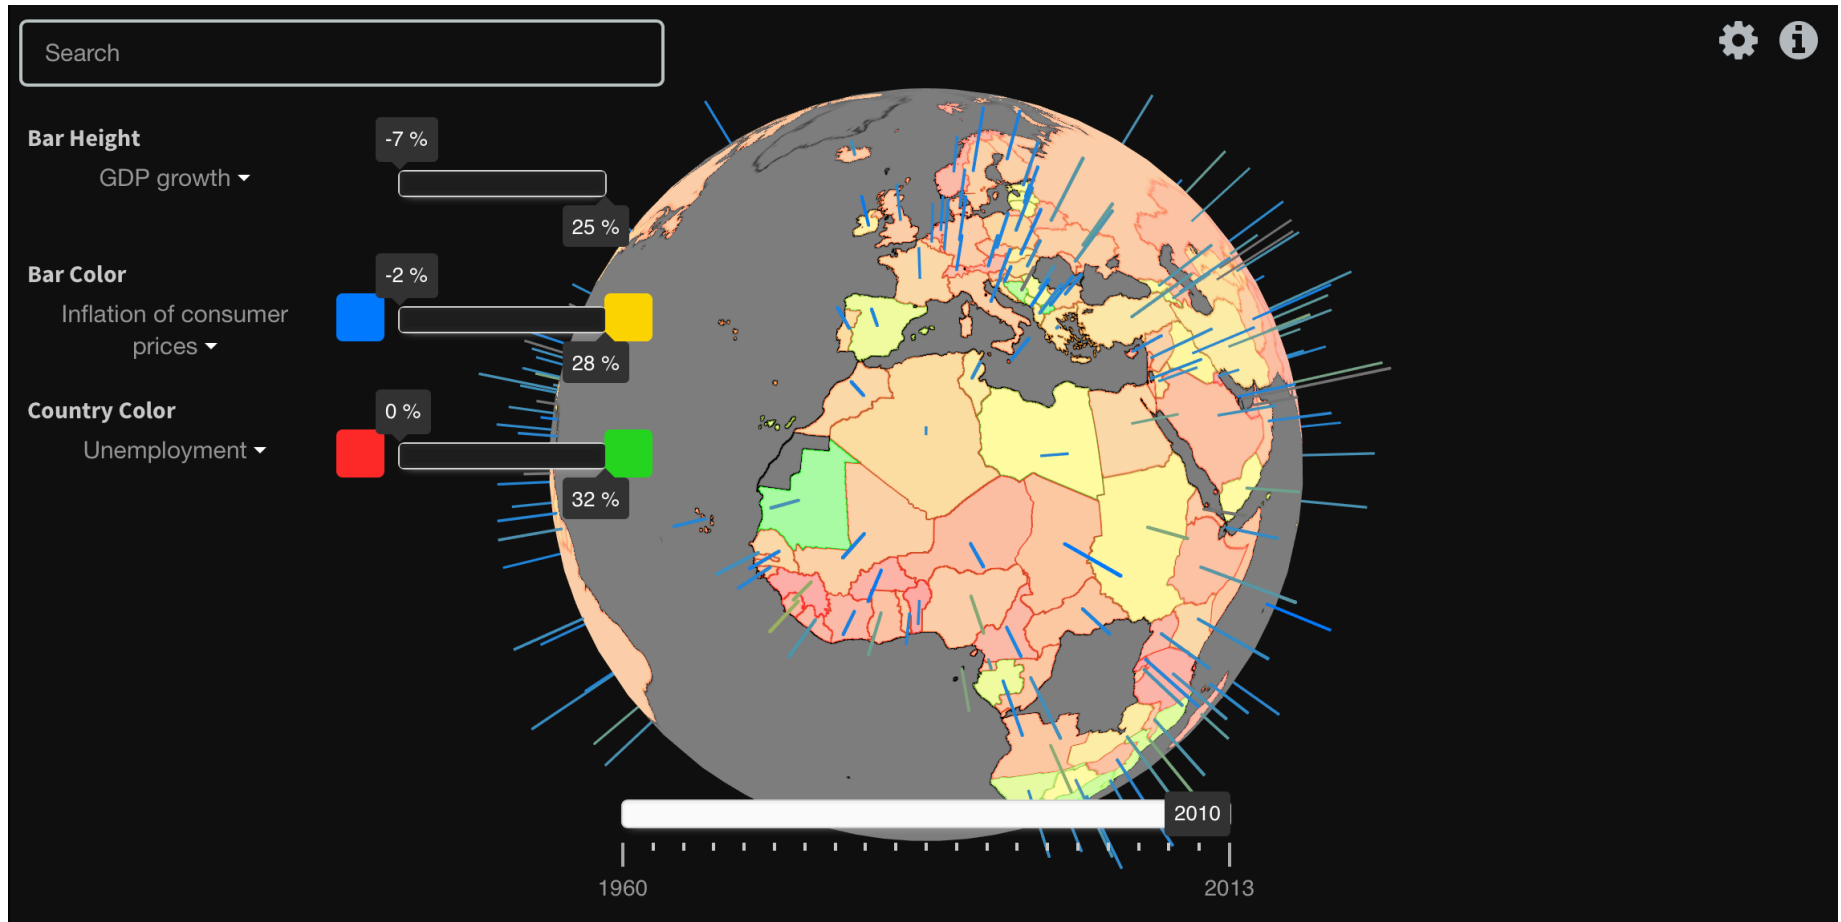 Search
Bar Height
GDP growth
-7 %
25 %
Bar Color
Inflation of consumer
prices
-2 %
28 %
Country Color
Unemployment
0 %
32 %
2010
1960
2013